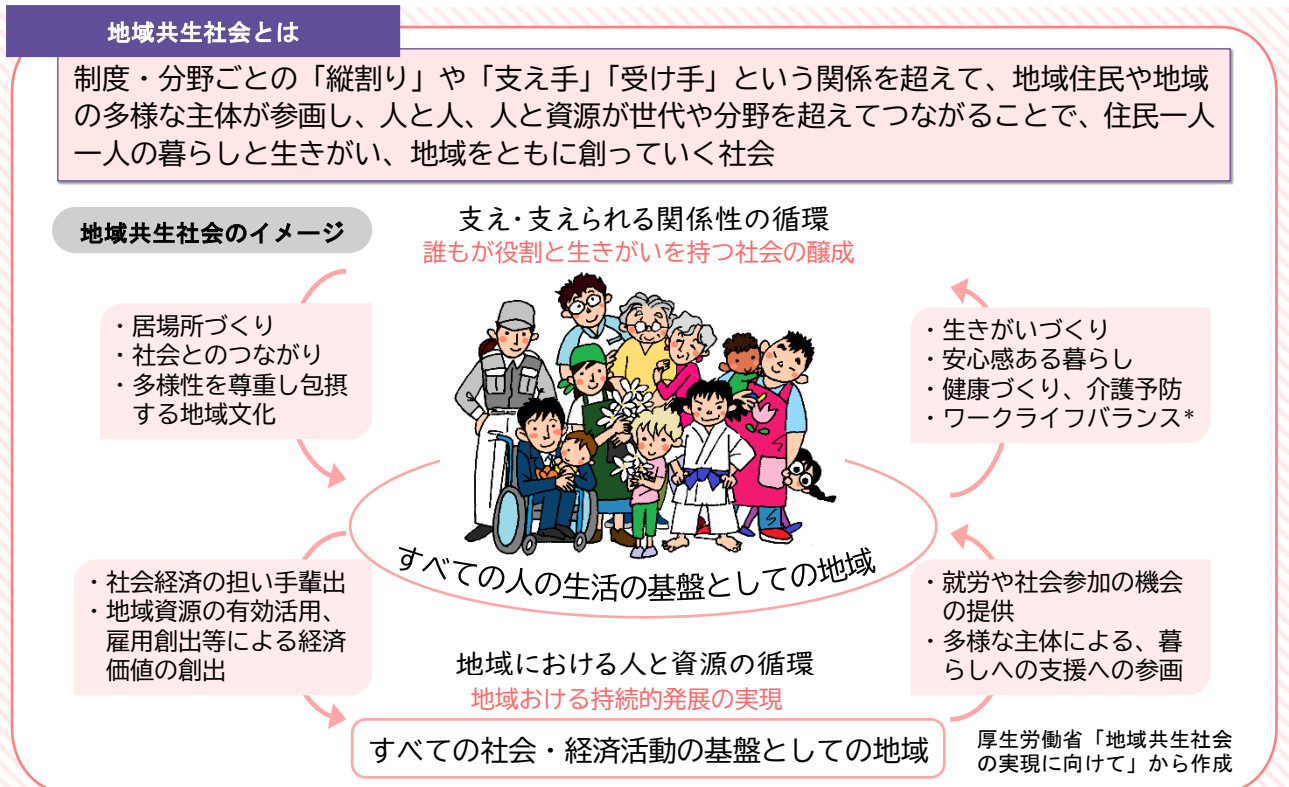 地域共生社会とは
制度・分野ごとの「縦割り」や「支え手」「受け手」という関係を超えて、地域住民や地域
の多様な主体が参画し、人と人、人と資源が世代や分野を超えてつながることで、住民一人
一人の暮らしと生きがい、地域をともに創っていく社会
地域共生社会のイメージ
支え・支えられる関係性の循環
誰もが役割と生きがいを持つ社会の醸成
・居場所づくり
・社会とのつながり
・多様性を尊重し包摂
する地域文化
・生きがいづくり
・安心感ある暮らし
・健康づくり、介護予防
・ワークライフバランス*
すべての人の生活の基盤としての地域
・社会経済の担い手輩出
・地域資源の有効活用、
雇用創出等による経済
価値の創出
・就労や社会参加の機会
の提供
・多様な主体による、暮
らしへの支援への参画
地域における人と資源の循環
地域おける持続的発展の実現
すべての社会・経済活動の基盤としての地域
厚生労働省「地域共生社会
の実現に向けて」から作成